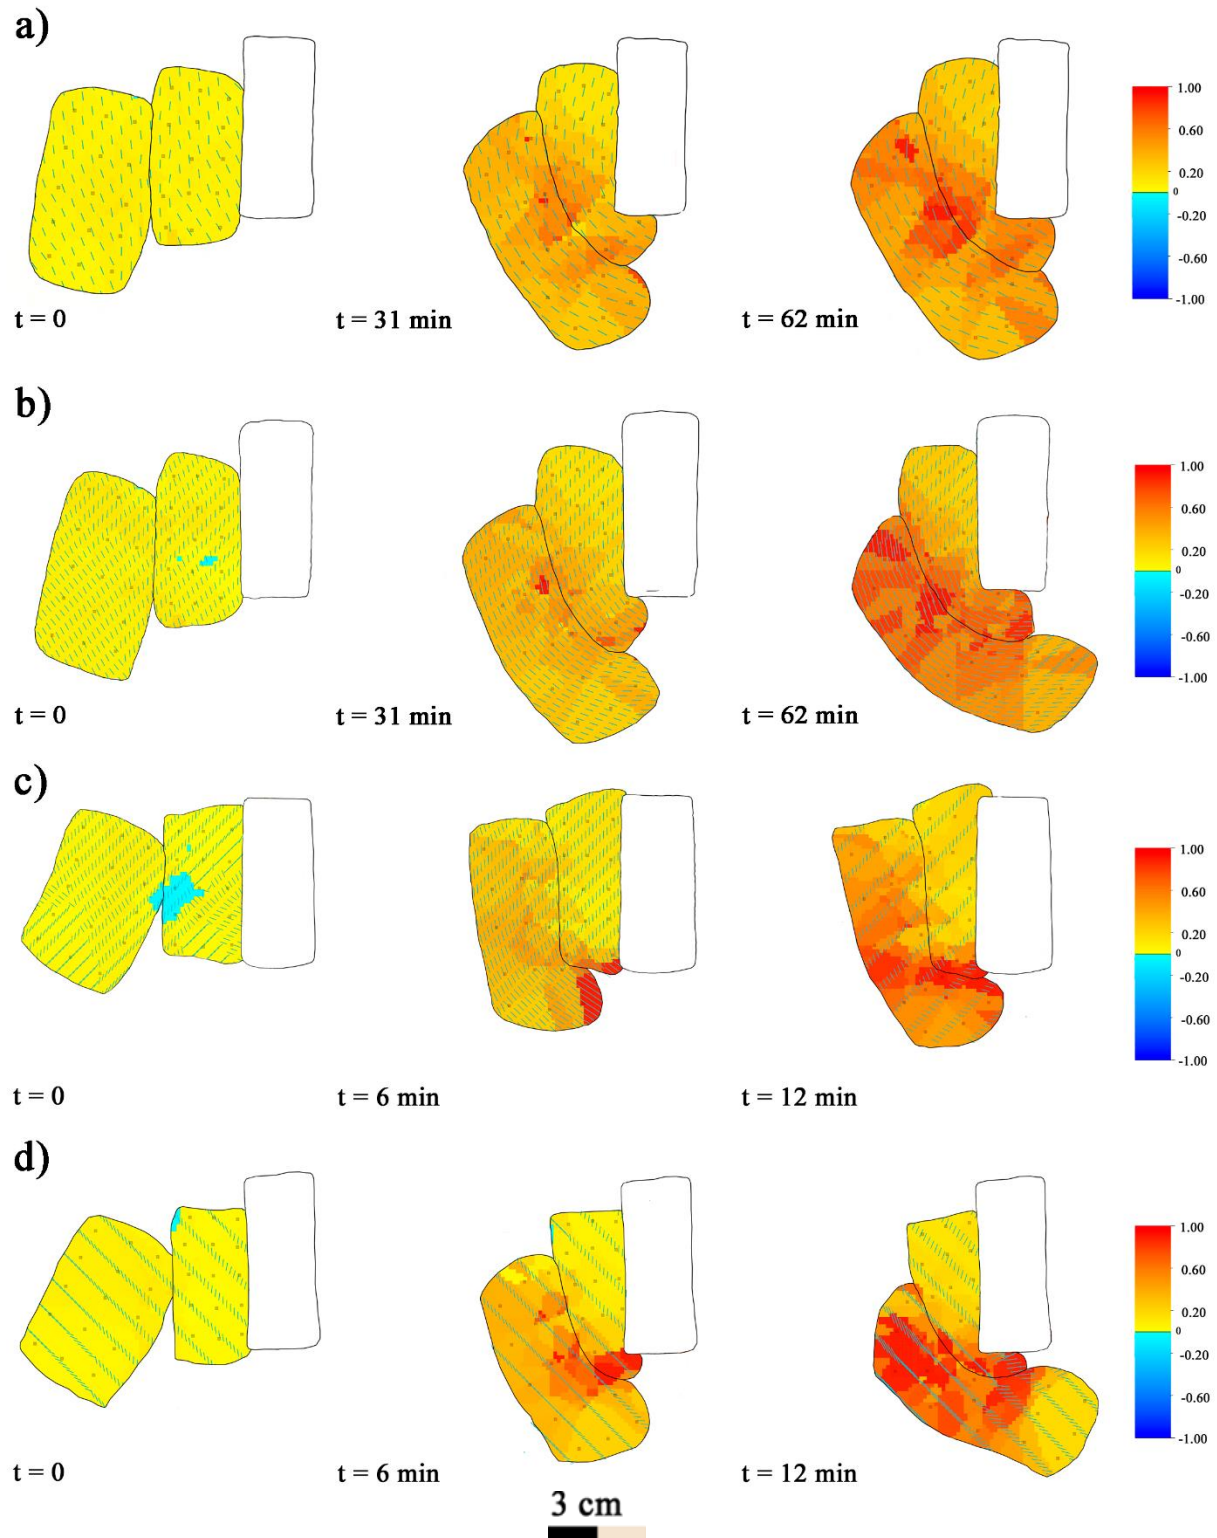 a)
1.00
0.60
0.20
0
-0.20
-0.60
-1.00
t = 0
t = 31 min
t = 62 min
b)
1.00
0.60
0.20
0
-0.20
-0.60
-1.00
t = 0
t = 31 min
t = 62 min
c)
1.00
0.60
0.20
0
-0.20
-0.60
-1.00
t = 0
t = 6 min
t = 12 min
d)
1.00
0.60
0.20
0
-0.20
-0.60
-1.00
t = 0
t = 6 min
t = 12 min
3 cm